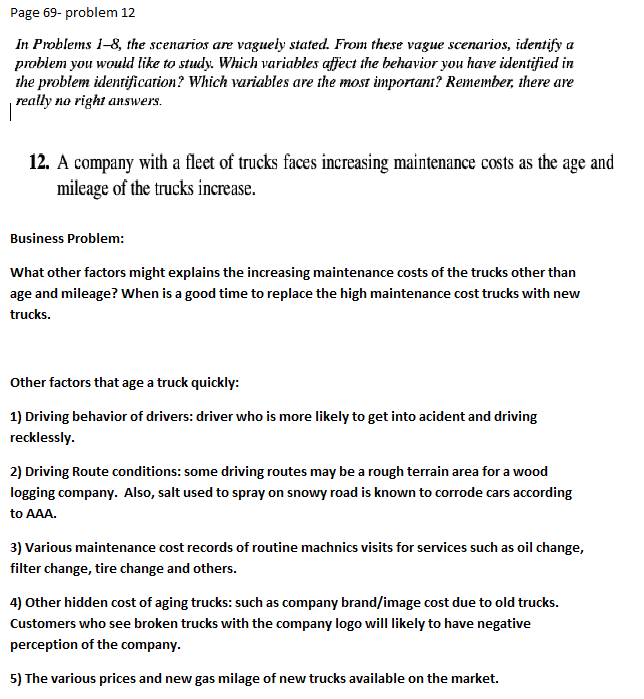 Page 69- problem 12
In Problems 1–8, the scenarios are vaguely stated. From these vague scenarios, identify a
problem you would like to study. Which variables affect the behavior you have identified in
the problem identification? Which variables are the most important? Remember, there are
really no right answers.
12. A company with a fleet of trucks faces increasing maintenance costs as the age and
mileage of the trucks increase.
Business Problem:
What other factors might explains the increasing maintenance costs of the trucks other than
age and mileage? When is a good time to replace the high maintenance cost trucks with new
trucks.
Other factors that age a truck quickly:
1) Driving behavior of drivers: driver who is more likely to get into acident and driving
recklessly.
2) Driving Route conditions: some driving routes may be a rough terrain area for a wood
logging company.  Also, salt used to spray on snowy road is known to corrode cars according
to AAA.
3) Various maintenance cost records of routine machnics visits for services such as oil change,
filter change, tire change and others.
4) Other hidden cost of aging trucks: such as company brand/image cost due to old trucks.
Customers who see broken trucks with the company logo will likely to have negative
perception of the company.
5) The various prices and new gas milage of new trucks available on the market.